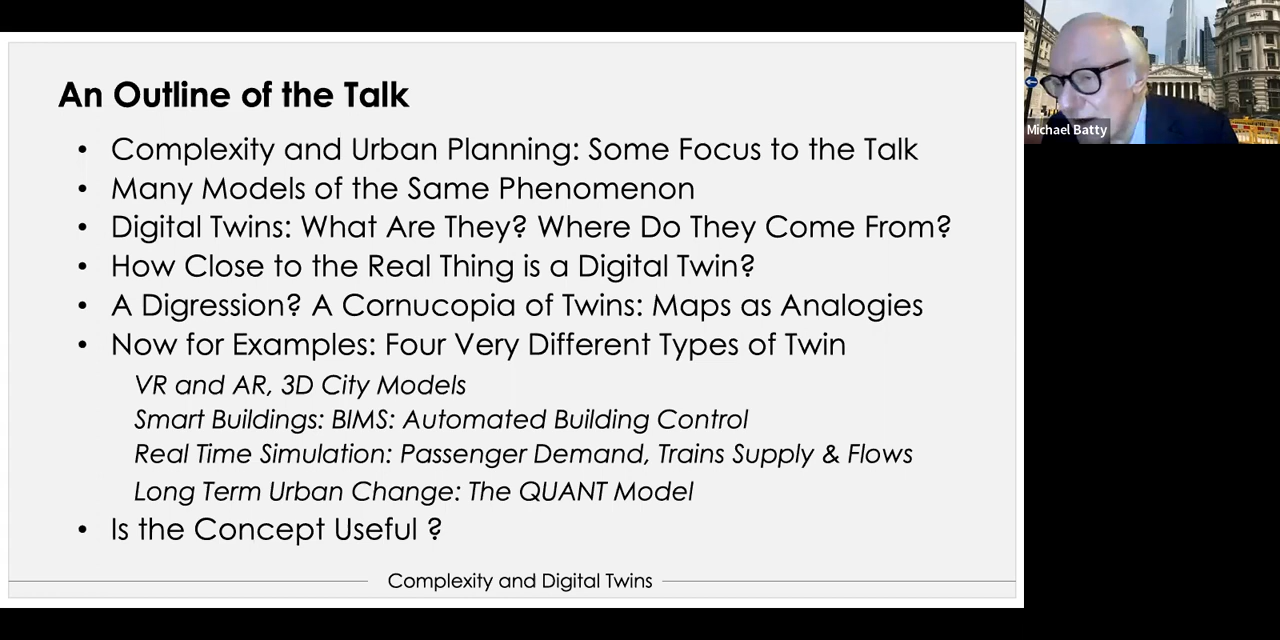 An Outline of the Talk
• Complexity and Urban Planning: Some Focus to the Talk
• Many Models of the Same Phenomenon
• Digital Twins: What Are They? Where Do They Come From?
• How Close to the Real Thing is a Digital Twin?
• A Digression? A Cornucopia of Twins: Maps as Analogies
• Now for Examples: Four Very Different Types of Twin
VR and AR, 3D City Models
Smart Buildings: BIMS: Automated Building Control
Real Time Simulation: Passenger Demand, Trains Supply & Flows
Long Term Urban Change: The QUANT Model
• Is the Concept Useful ?
Complexity and Digital Twins
Michael Batty